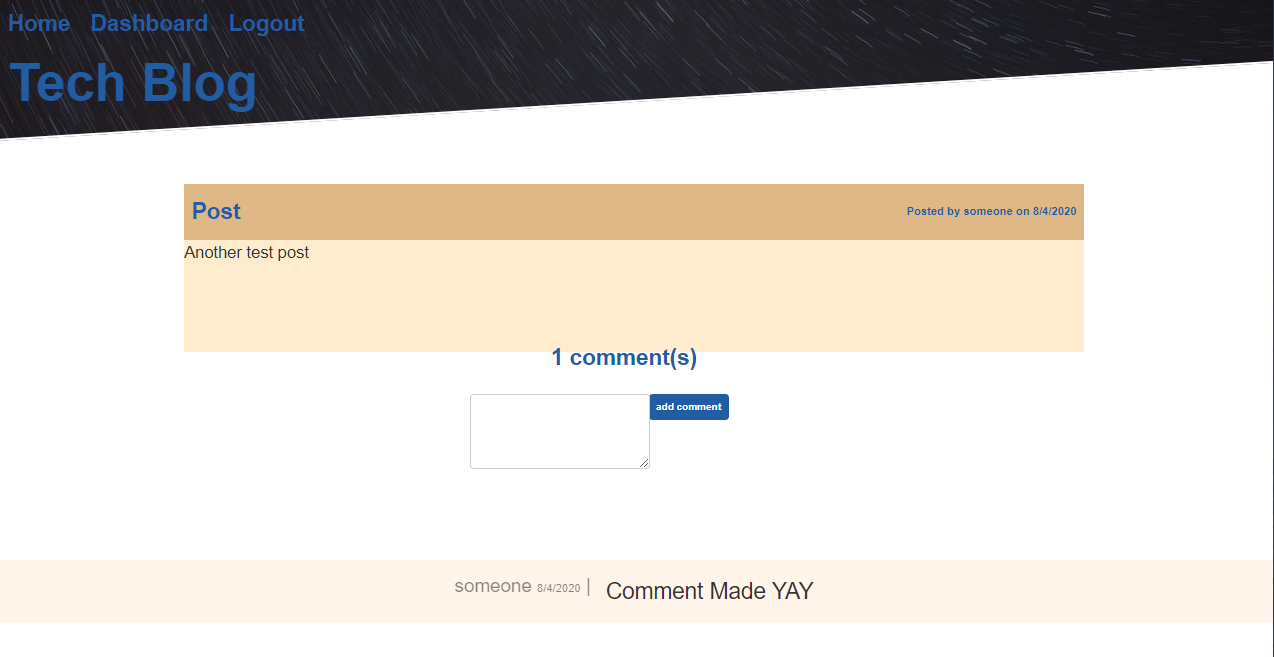 Home Dashboard Logout
Tech Blog
Post Posted by someone on 8/4/2020
Another test post
1 comment(s)
add comment
someone 8/4/2020 | Comment Made YAY